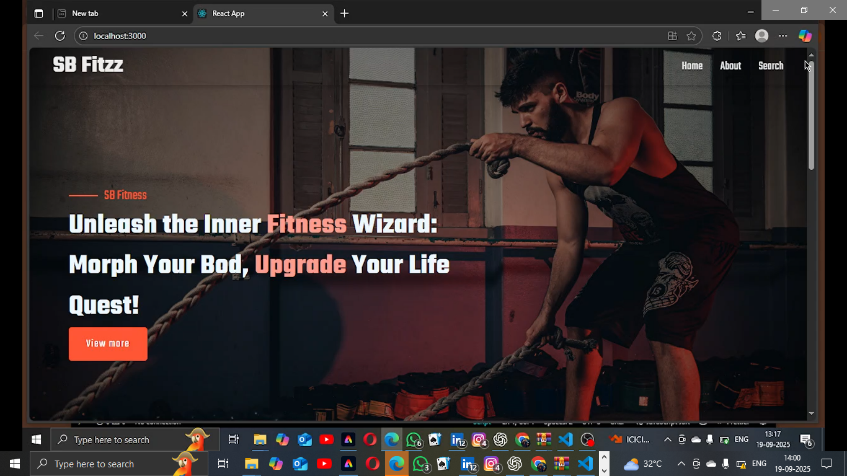 New tab
React App
localhost:3000
SB Fitzz
Home About Search
Body
SB Fitness
Unleash the Inner Fitness Wizard:
Morph Your Bod, Upgrade Your Life
Quest!
View more
Type here to search
ICICI...
ENG
13:17
19-09-2025
Type here to search
32°C
ENG
14:00
19-09-2025